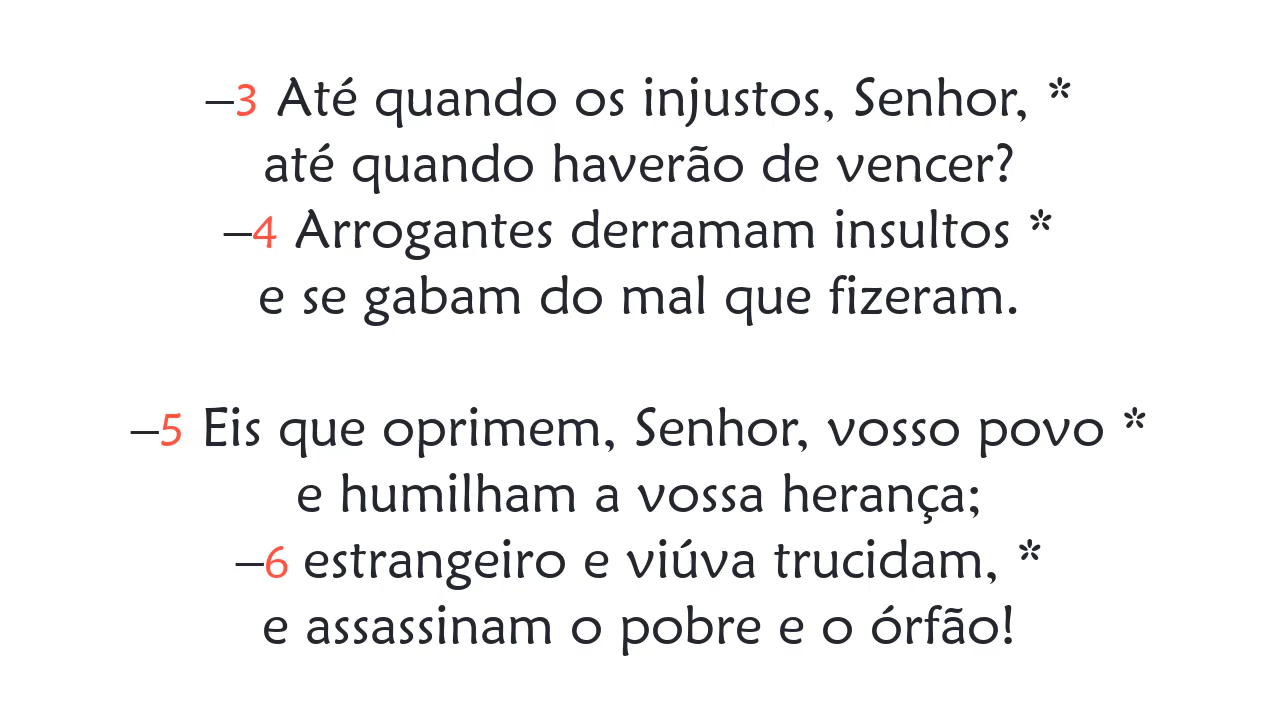 –3 Até quando os injustos, Senhor, *
até quando haverão de vencer?
–4 Arrogantes derramam insultos *
e se gabam do mal que fizeram.
–5 Eis que oprimem, Senhor, vosso povo *
e humilham a vossa herança;
–6 estrangeiro e viúva trucidam, *
e assassinam o pobre e o órfão!